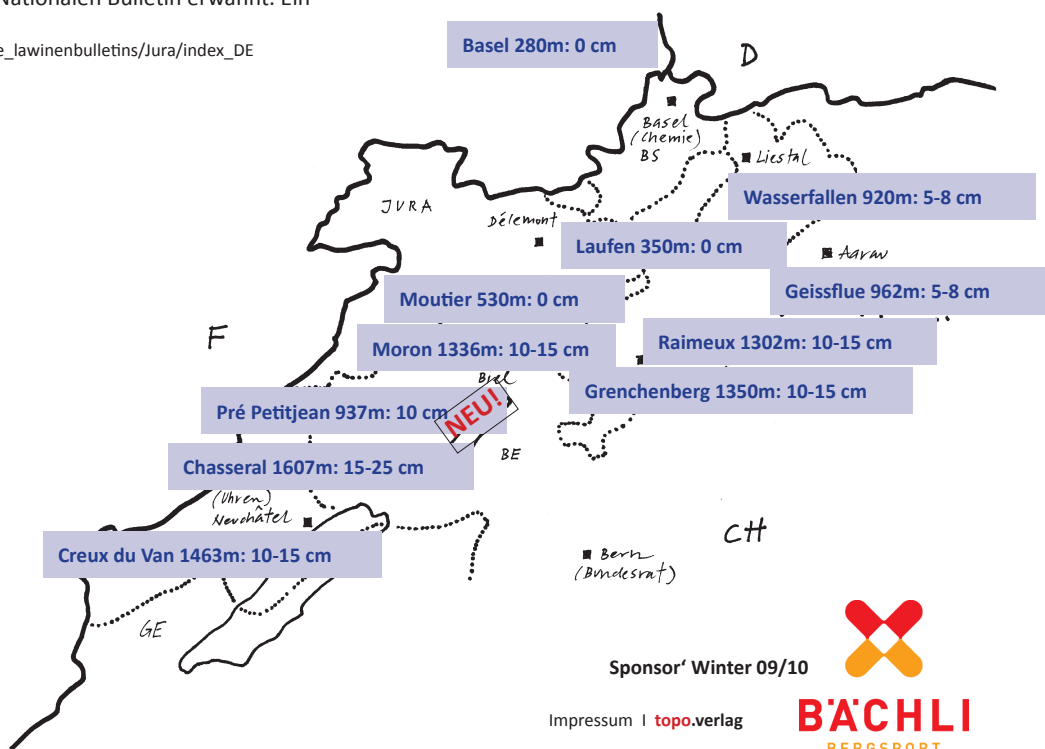 Nationalen Bulletin erwähnt. Ein
e_lawinenbulletins/Jura/index_DE
Basel 280m: 0 cm
D
Basel
(Chemie)
BS
Liestal
Wasserfallen 920m: 5-8 cm
JURA
Délemont
Laufen 350m: 0 cm
Aarau
Moutier 530m: 0 cm
Geissflue 962m: 5-8 cm
F
Moron 1336m: 10-15 cm
Raimeux 1302m: 10-15 cm
Biel
Grenchenberg 1350m: 10-15 cm
Pré Petitjean 937m: 10 cm
NEU!
BE
Chasseral 1607m: 15-25 cm
(Uhren)
Neuchâtel
CH
Creux du Van 1463m: 10-15 cm
Bern
(Bundesrat)
GE
Sponsor' Winter 09/10
Impressum I topo.verlag
BÄCHLI
BERGSPORT